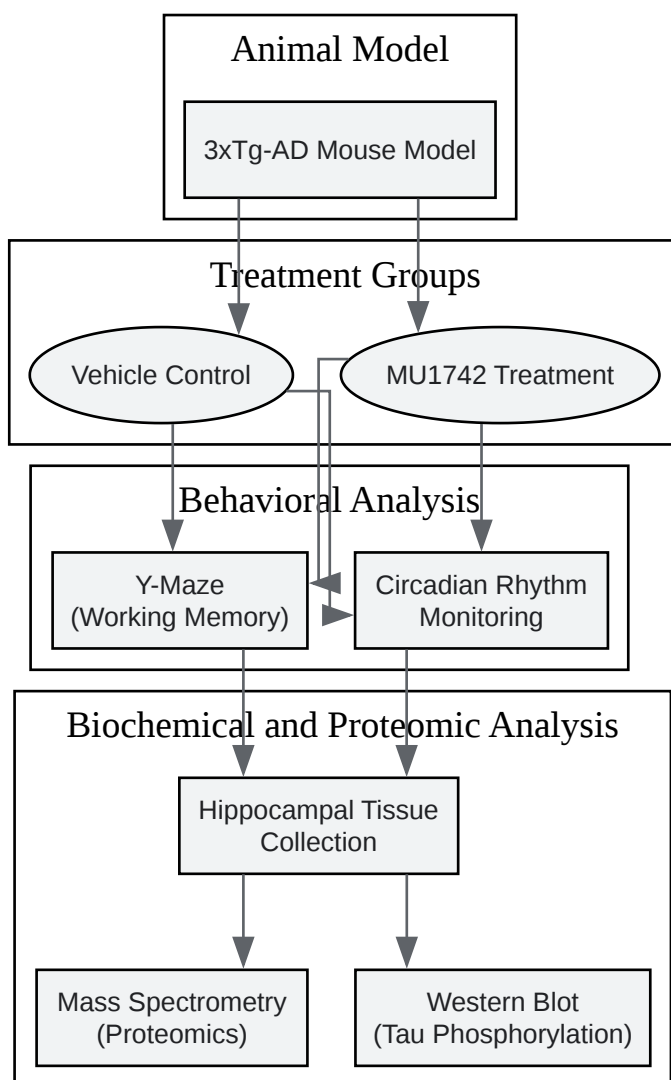 Animal Model
3xTg-AD Mouse Model
Treatment Groups
Vehicle Control
MU1742 Treatment
Behavioral Analysis
Y-Maze
(Working Memory)
Circadian Rhythm
Monitoring
Biochemical and Proteomic Analysis
Hippocampal Tissue
Collection
Mass Spectrometry
(Proteomics)
Western Blot
(Tau Phosphorylation)